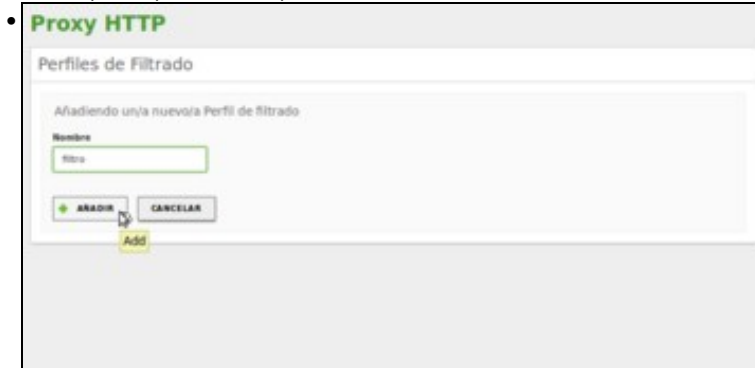 Proxy HTTP
Perfiles de Filtrado
Añadiendo un/a nuevo/a Perfil de filtrado
Nombre
filtro
AÑADIR CANCELAR
Add